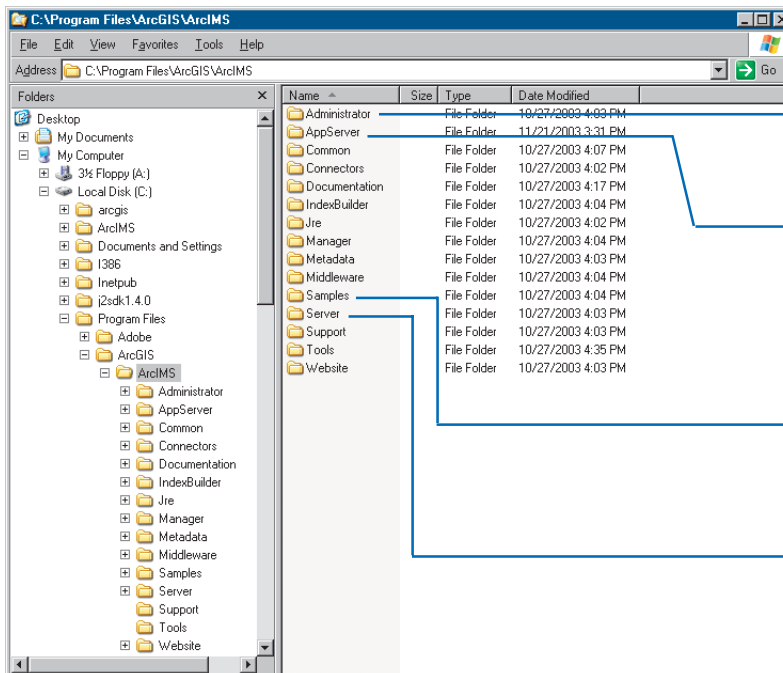 C:\Program Files\ArcGIS\ArcIMS
File Edit View Favorites Tools Help
Address C:\Program Files\ArcGIS\ArcIMS Go
Folders
Desktop
My Documents
My Computer
3½ Floppy (A:)
Local Disk (C:)
arcgis
ArcIMS
Documents and Settings
I386
Inetpub
j2sdk1.4.0
Program Files
Adobe
ArcGIS
ArcIMS
Administrator
AppServer
Common
Connectors
Documentation
IndexBuilder
Jre
Manager
Metadata
Middleware
Samples
Server
Support
Tools
Website
Name Size Type Date Modified
Administrator File Folder 10/27/2003 4:03 PM
AppServer File Folder 11/21/2003 3:31 PM
Common File Folder 10/27/2003 4:07 PM
Connectors File Folder 10/27/2003 4:02 PM
Documentation File Folder 10/27/2003 4:17 PM
IndexBuilder File Folder 10/27/2003 4:04 PM
Jre File Folder 10/27/2003 4:02 PM
Manager File Folder 10/27/2003 4:04 PM
Metadata File Folder 10/27/2003 4:03 PM
Middleware File Folder 10/27/2003 4:04 PM
Samples File Folder 10/27/2003 4:04 PM
Server File Folder 10/27/2003 4:03 PM
Support File Folder 10/27/2003 4:03 PM
Tools File Folder 10/27/2003 4:35 PM
Website File Folder 10/27/2003 4:03 PM